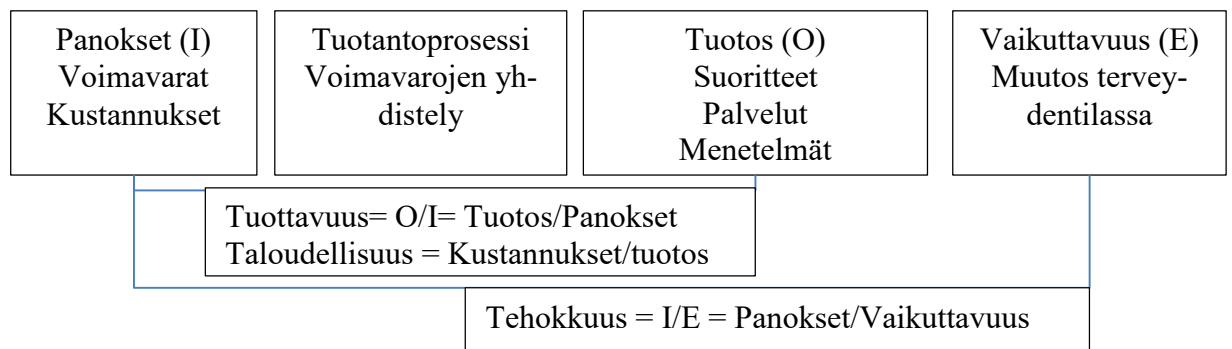 Panokset (I)
Voimavarat
Kustannukset
Tuotantoprosessi
Voimavarojen yh-
distely
Tuotos (O)
Suoritteet
Palvelut
Menetelmät
Vaikuttavuus (E)
Muutos tervey-
dentilassa
Tuottavuus= O/I= Tuotos/Panokset
Taloudellisuus = Kustannukset/tuotos
Tehokkuus = I/E = Panokset/Vaikuttavuus